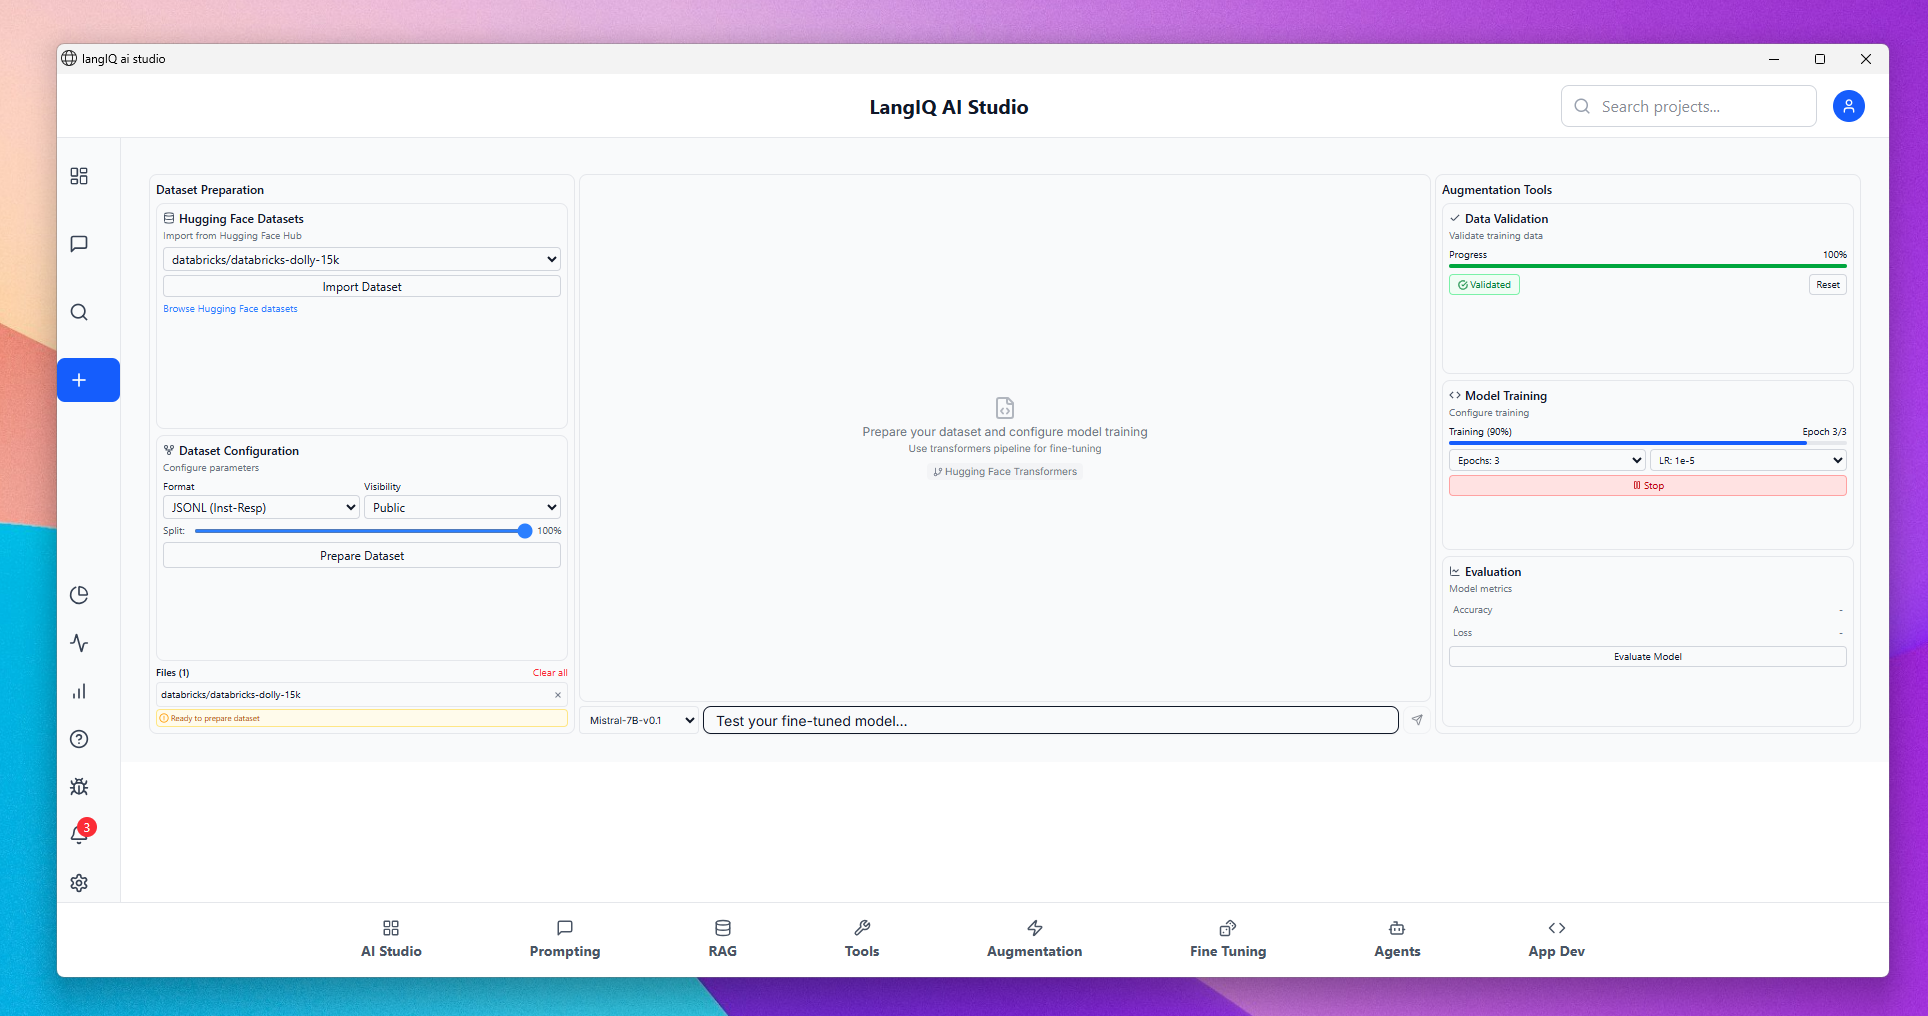 langIQ ai studio
LangIQ AI Studio
Search projects...
Dataset Preparation
Hugging Face Datasets
Import from Hugging Face Hub
databricks/databricks-dolly-15k
Import Dataset
Browse Hugging Face datasets
Dataset Configuration
Configure parameters
Format
Visibility
JSONL (Inst-Resp)
Public
Split:
100%
Prepare Dataset
Files (1)
Clear all
databricks/databricks-dolly-15k
×
Ready to prepare dataset
Prepare your dataset and configure model training
Use transformers pipeline for fine-tuning
Hugging Face Transformers
Mistral-7B-v0.1
Test your fine-tuned model...
Augmentation Tools
Data Validation
Validate training data
Progress
100%
Validated
Reset
Model Training
Configure training
Training (90%)
Epoch 3/3
Epochs: 3
LR: 1e-5
Stop
Evaluation
Model metrics
Accuracy
-
Loss
-
Evaluate Model
3
AI Studio
Prompting
RAG
Tools
Augmentation
Fine Tuning
Agents
App Dev